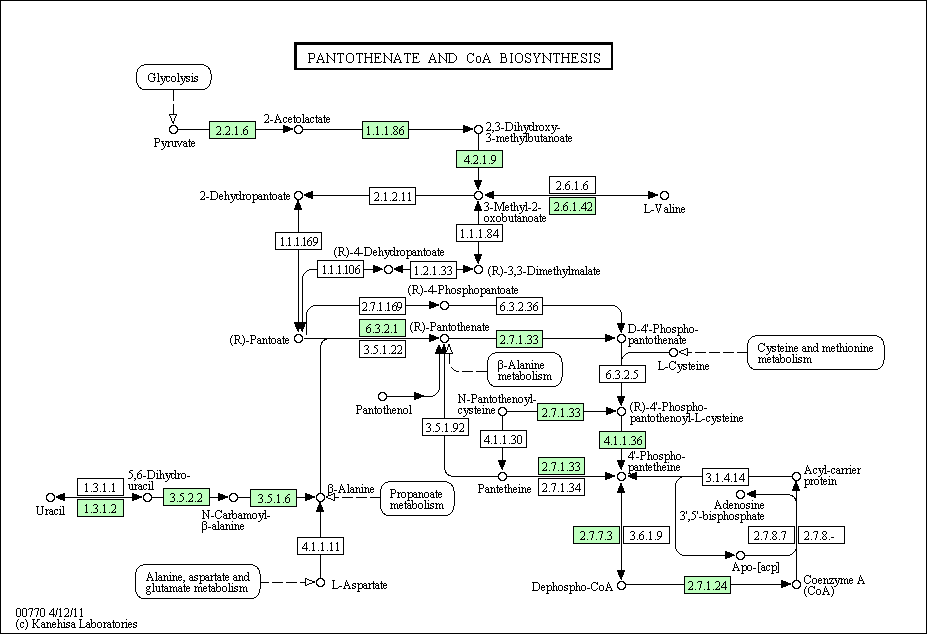 PANTOTHENATE AND CoA BIOSYNTHESIS
Glycolysis
2-Acetolactate
2.2.1.6
1.1.1.86
2,3-Dihydroxy-
3-methylbutanoate
Pyruvate
4.2.1.9
2.6.1.6
2-Dehydropantoate
2.1.2.11
2.6.1.42
3-Methyl-2-
oxobutanoate
L-Valine
1.1.1.84
1.1.1.169
(R)-4-Dehydropantoate
1.1.1.106
1.2.1.33
(R)-3,3-Dimethylmalate
(R)-4-Phosphopantoate
2.7.1.169
6.3.2.36
6.3.2.1
(R)-Pantothenate
D-4'-Phospho-
pantothenate
(R)-Pantoate
2.7.1.33
3.5.1.22
Cysteine and methionine
metabolism
β-Alanine
metabolism
L-Cysteine
6.3.2.5
Pantothenol
N-Pantothenoyl-
cysteine
2.7.1.33
(R)-4'-Phospho-
pantothenoyl-L-cysteine
3.5.1.92
4.1.1.30
4.1.1.36
4'-Phospho-
pantetheine
2.7.1.33
5,6-Dihydro-
uracil
3.1.4.14
Acyl-carrier
protein
1.3.1.1
β-Alanine
Pantetheine
2.7.1.34
3.5.2.2
3.5.1.6
Propanoate
metabolism
Uracil
1.3.1.2
N-Carbamoyl-
β-alanine
Adenosine
3',5'-bisphosphate
2.7.7.3
3.6.1.9
2.7.8.7
2.7.8.-
4.1.1.11
Apo-[acp]
Alanine, aspartate and
glutamate metabolism
L-Aspartate
Dephospho-CoA
2.7.1.24
Coenzyme A
(CoA)
00770 4/12/11
(c) Kanehisa Laboratories